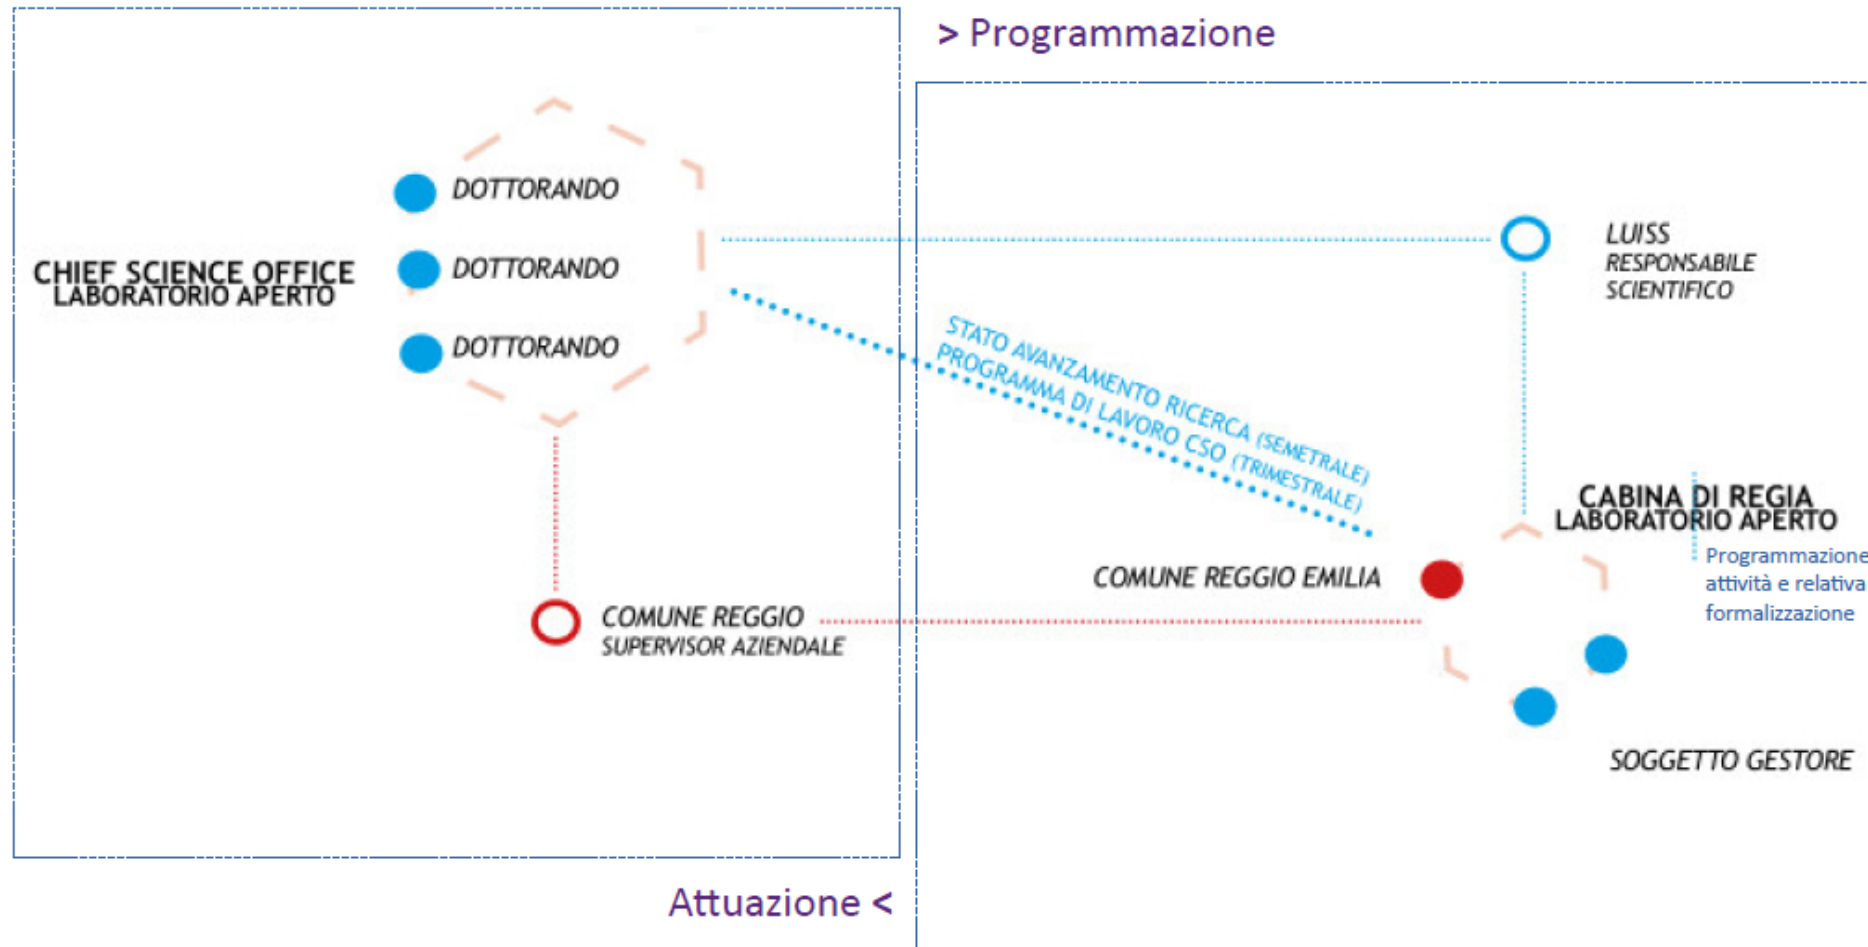 > Programmazione
DOTTORANDO
CHIEF SCIENCE OFFICE
LABORATORIO APERTO
DOTTORANDO
DOTTORANDO
LUISS
RESPONSABILE
SCIENTIFICO
STATO AVANZAMENTO RICERCA (SEMETRALE)
PROGRAMMA DI LAVORO CSO (TRIMESTRALE)
CABINA DI REGIA
LABORATORIO APERTO
Programmazione
attività e relativa
formalizzazione
COMUNE REGGIO EMILIA
COMUNE REGGIO
SUPERVISOR AZIENDALE
SOGGETTO GESTORE
Attuazione <